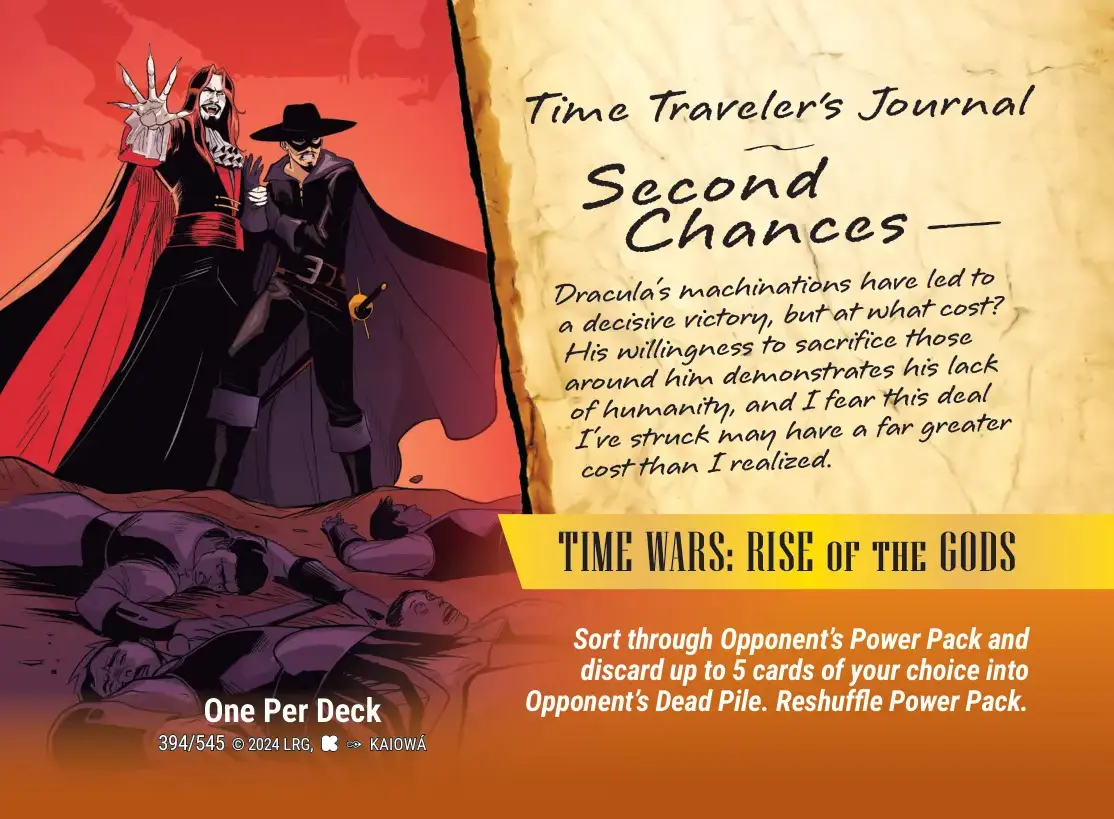 Time Traveler's Journal
Second
Chances —
Dracula's machinations have led to
a decisive victory, but at what cost?
His willingness to sacrifice those
around him demonstrates his lack
of humanity, and I fear this deal
I've struck may have a far greater
cost than I realized.
TIME WARS: RISE OF THE GODS
Sort through Opponent's Power Pack and
discard up to 5 cards of your choice into
Opponent's Dead Pile. Reshuffle Power Pack.
One Per Deck
394/545 © 2024 LRG, KAIOWÁ